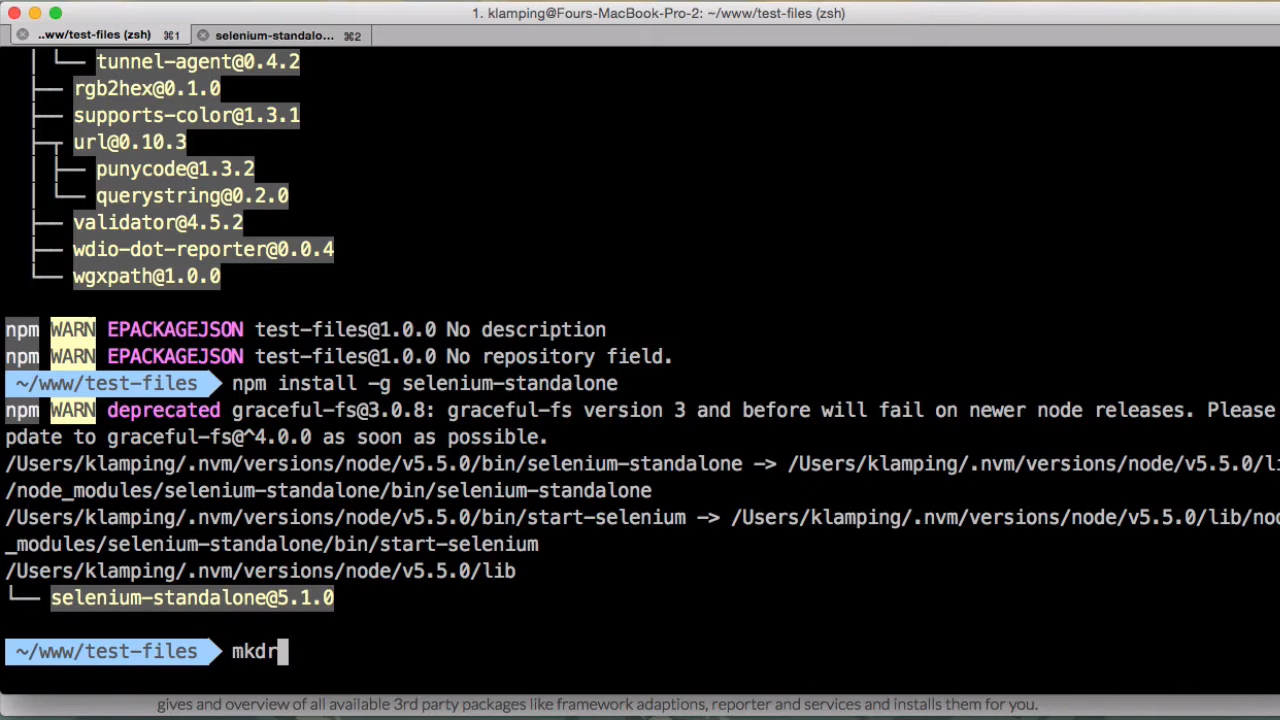 1. klamping@Fours-MacBook-Pro-2: ~/www/test-files (zsh)
..ww/test-files (zsh) ⌘1 selenium-standalo... ⌘2
│ └── tunnel-agent@0.4.2
├── rgb2hex@0.1.0
├── supports-color@1.3.1
├─┬ url@0.10.3
│ ├── punycode@1.3.2
│ └── querystring@0.2.0
├── validator@4.5.2
├── wdio-dot-reporter@0.0.4
└── wgxpath@1.0.0
npm WARN EPACKAGEJSON test-files@1.0.0 No description
npm WARN EPACKAGEJSON test-files@1.0.0 No repository field.
~/www/test-files npm install -g selenium-standalone
npm WARN deprecated graceful-fs@3.0.8: graceful-fs version 3 and before will fail on newer node releases. Please
pdate to graceful-fs@^4.0.0 as soon as possible.
/Users/klamping/.nvm/versions/node/v5.5.0/bin/selenium-standalone -> /Users/klamping/.nvm/versions/node/v5.5.0/li
/node_modules/selenium-standalone/bin/selenium-standalone
/Users/klamping/.nvm/versions/node/v5.5.0/bin/start-selenium -> /Users/klamping/.nvm/versions/node/v5.5.0/lib/nod
_modules/selenium-standalone/bin/start-selenium
/Users/klamping/.nvm/versions/node/v5.5.0/lib
└── selenium-standalone@5.1.0
~/www/test-files mkdr
gives and overview of all available 3rd party packages like framework adaptions, reporter and services and installs them for you.